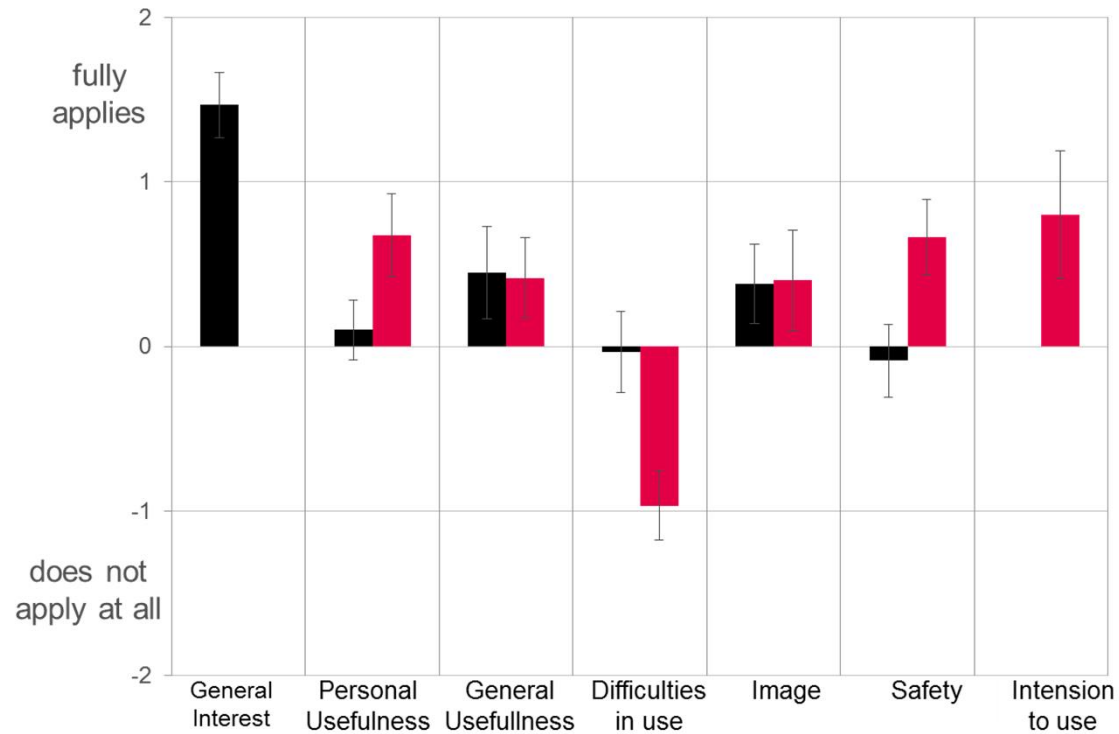 2
fully
applies
1
0
-1
does not
apply at all
-2
General
Interest
Personal
Usefulness
General
Usefullness
Difficulties
in use
Image
Safety
Intension
to use